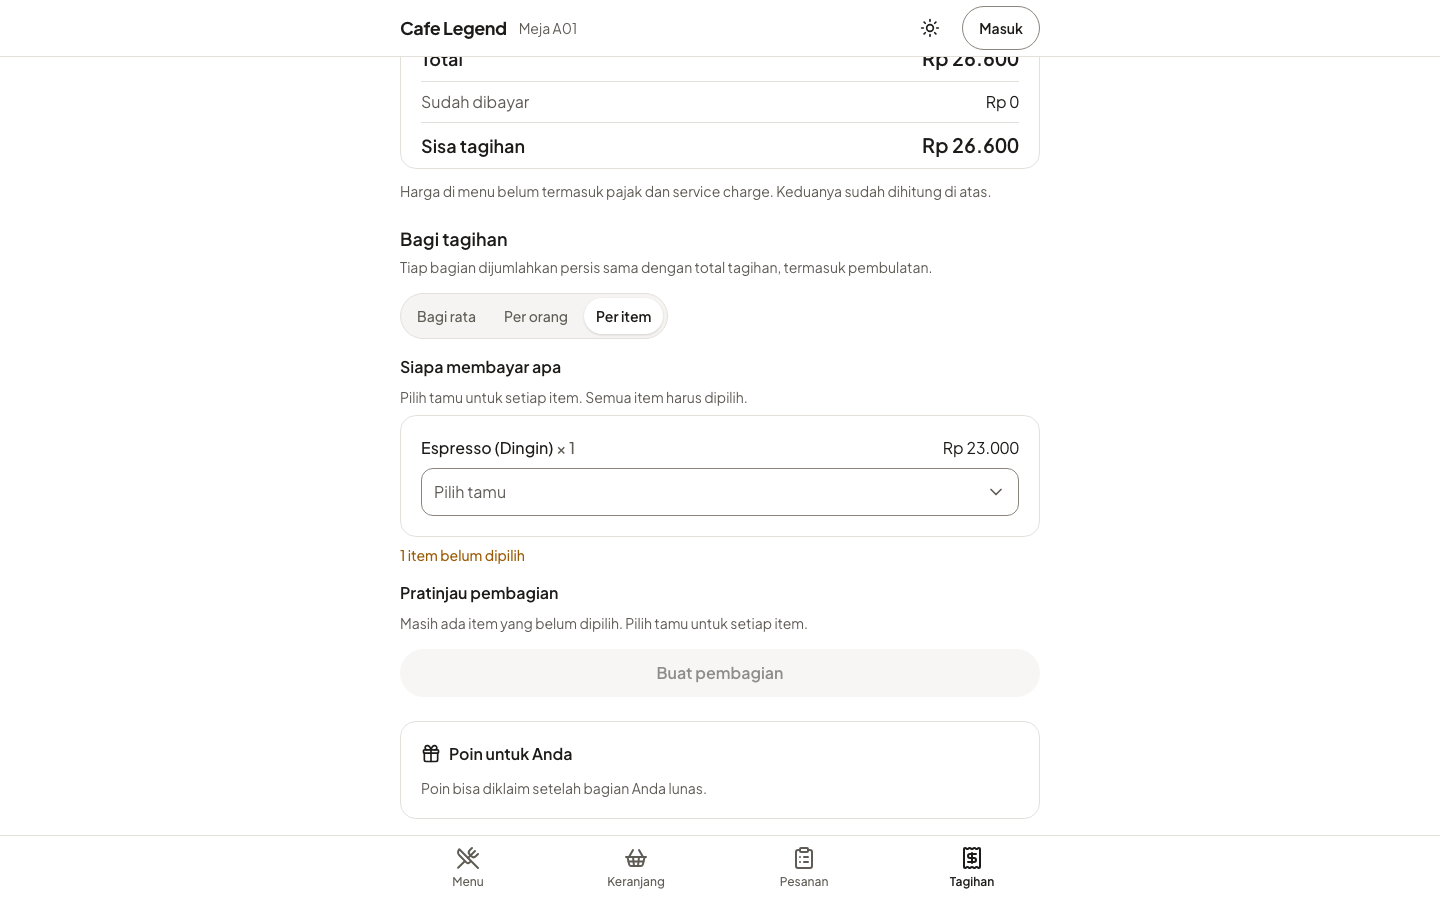 Cafe Legend Meja A01
Masuk
Total Rp 26.600
Sudah dibayar Rp 0
Sisa tagihan Rp 26.600
Harga di menu belum termasuk pajak dan service charge. Keduanya sudah dihitung di atas.
Bagi tagihan
Tiap bagian dijumlahkan persis sama dengan total tagihan, termasuk pembulatan.
Bagi rata Per orang Per item
Siapa membayar apa
Pilih tamu untuk setiap item. Semua item harus dipilih.
Espresso (Dingin) × 1 Rp 23.000
Pilih tamu
1 item belum dipilih
Pratinjau pembagian
Masih ada item yang belum dipilih. Pilih tamu untuk setiap item.
Buat pembagian
Poin untuk Anda
Poin bisa diklaim setelah bagian Anda lunas.
Menu Keranjang Pesanan Tagihan